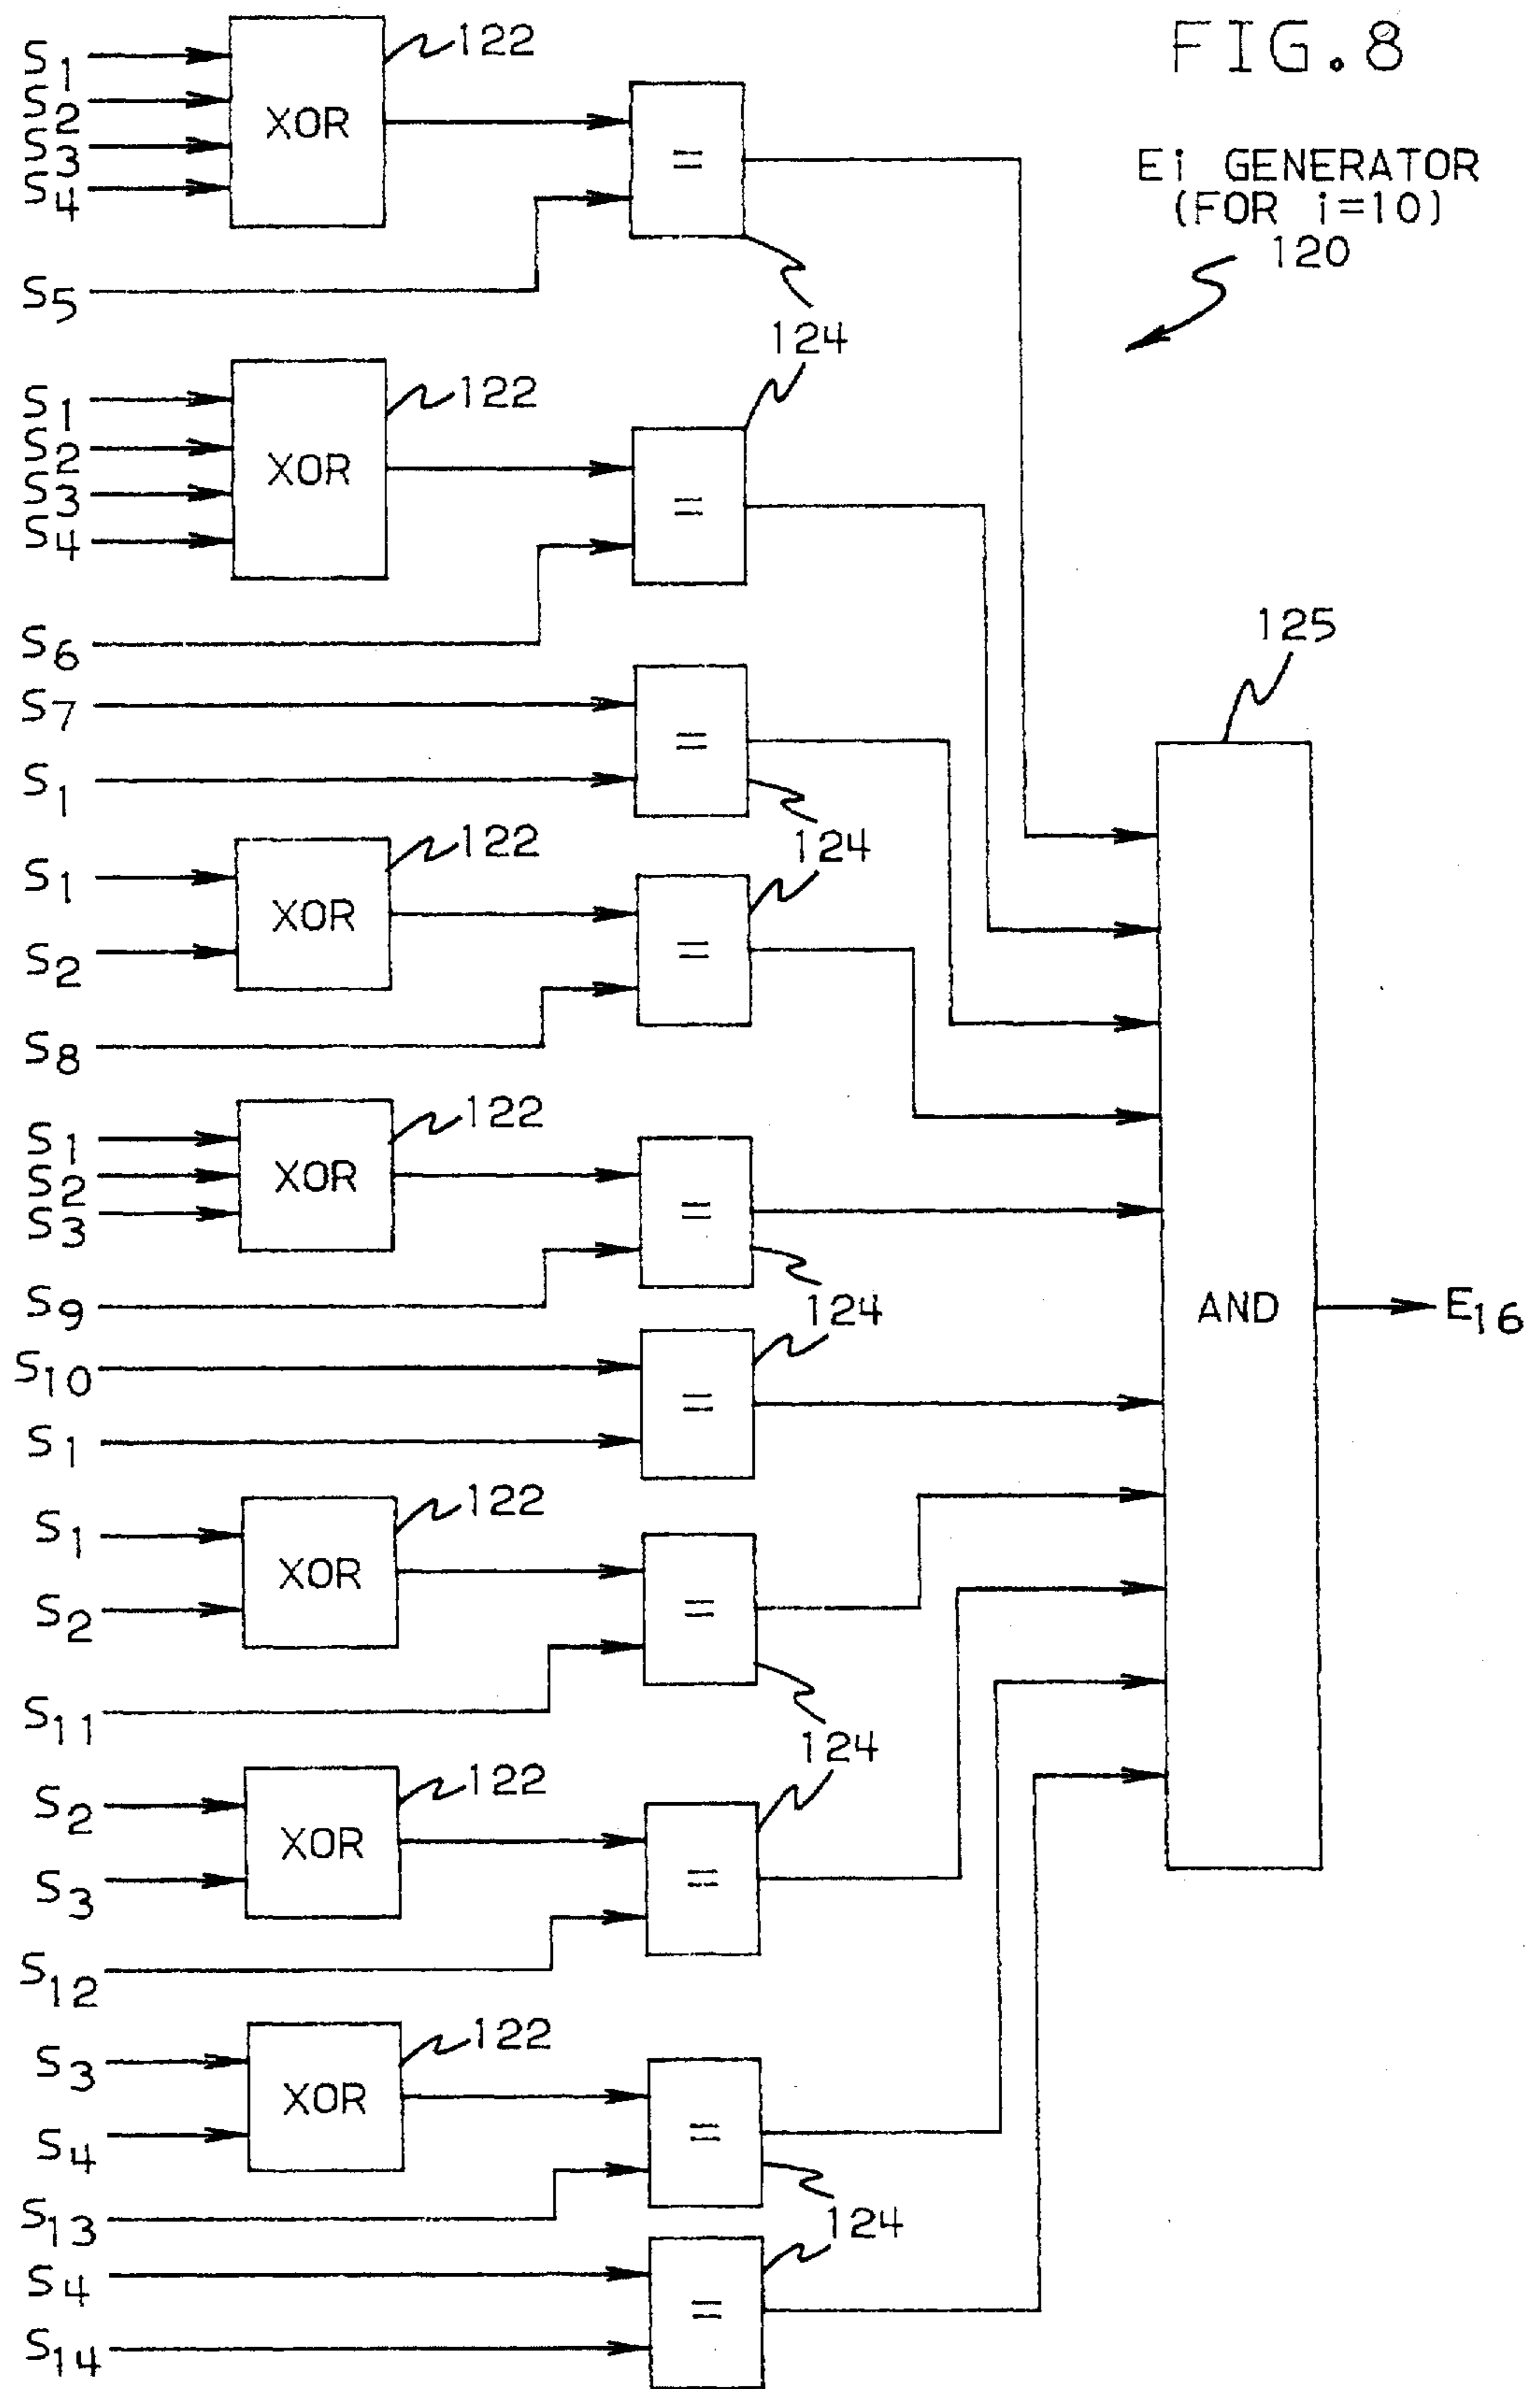 FIG. 8
Ei GENERATOR
(FOR i=10)
120
S1
S2
S3
S4
XOR
122
=
S5
124
S1
S2
S3
S4
XOR
122
=
S6
S7
S1
=
124
125
S1
S2
XOR
122
=
S8
S1
S2
S3
XOR
122
=
S9
124
S10
S1
=
AND
E16
S1
S2
XOR
122
=
S11
124
S2
S3
XOR
122
=
S12
S3
S4
XOR
122
=
S13
124
S4
S14
=